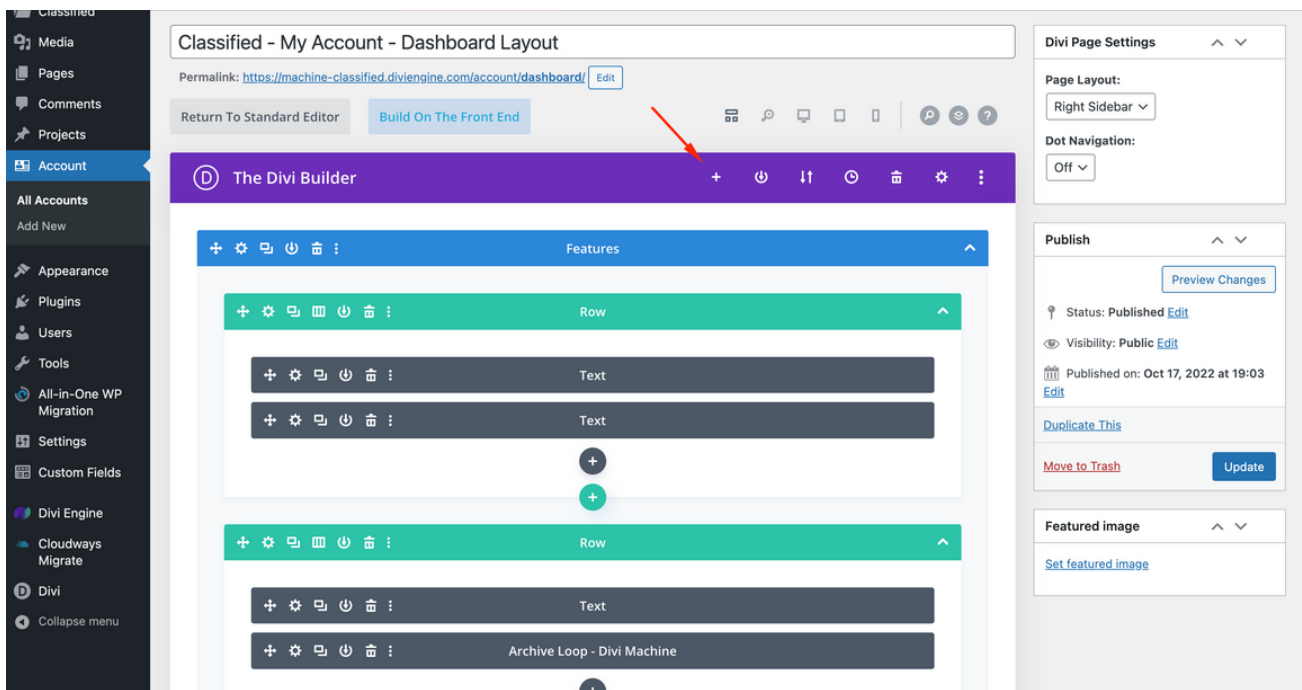 Classified
Media
Pages
Comments
Projects
Account
All Accounts
Add New
Appearance
Plugins
Users
Tools
All-in-One WP
Migration
Settings
Custom Fields
Divi Engine
Cloudways
Migrate
Divi
Collapse menu
Classified - My Account - Dashboard Layout
Permalink: https://machine-classified.diviengine.com/account/dashboard/ Edit
Return To Standard Editor Build On The Front End
D The Divi Builder
Features
Row
Text
Text
Row
Text
Archive Loop - Divi Machine
Divi Page Settings
Page Layout:
Right Sidebar
Dot Navigation:
Off
Publish
Preview Changes
Status: Published Edit
Visibility: Public Edit
Published on: Oct 17, 2022 at 19:03
Edit
Duplicate This
Move to Trash Update
Featured image
Set featured image